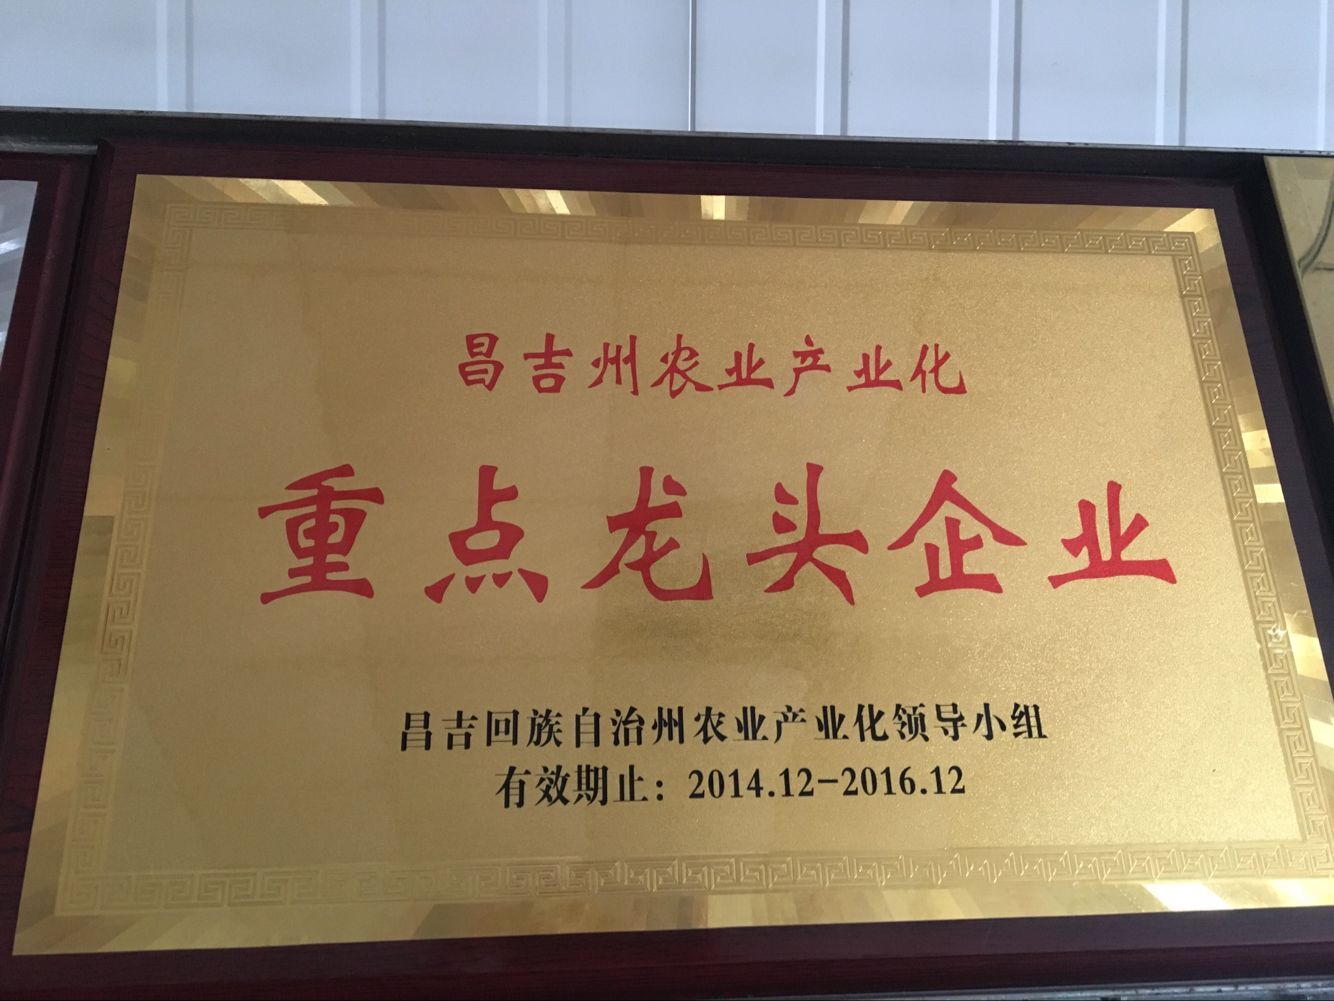 昌吉州农业产业化
重点龙头企业
昌吉回族自治州农业产业化领导小组
有效期止：2014.12-2016.12